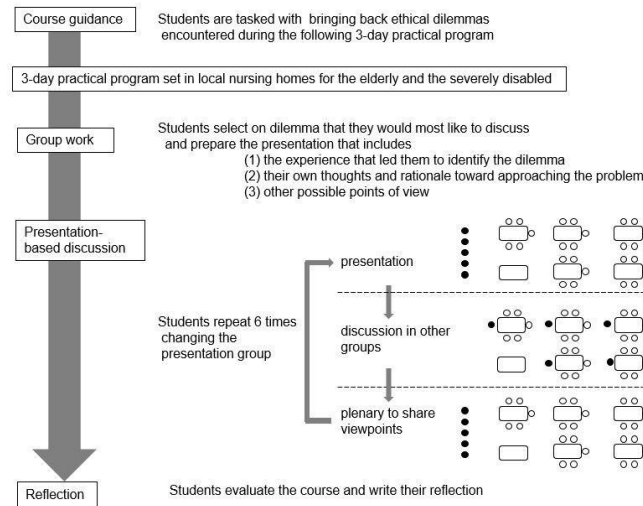 Course guidance
Students are tasked with bringing back ethical dilemmas
encountered during the following 3-day practical program
3-day practical program set in local nursing homes for the elderly and the severely disabled
Group work
Students select on dilemma that they would most like to discuss
and prepare the presentation that includes
(1) the experience that led them to identify the dilemma
(2) their own thoughts and rationale toward approaching the problem
(3) other possible points of view
Presentation-
based discussion
presentation
Students repeat 6 times
changing the
presentation group
discussion in other
groups
plenary to share
viewpoints
Reflection
Students evaluate the course and write their reflection